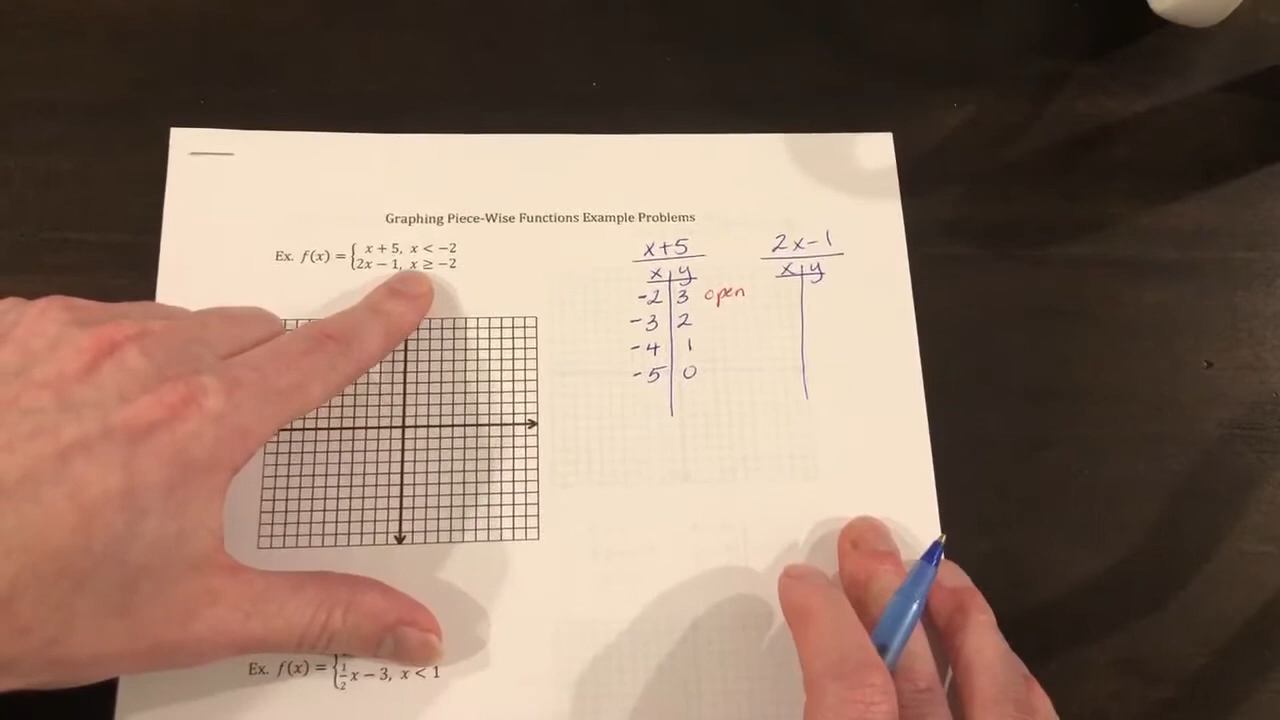 Graphing Piece-Wise Functions Example Problems
Ex. f(x) = { x + 5, x < −2
2x − 1, x ≥ −2
x+5
x y
-2 3 open
-3 2
-4 1
-5 0
2x-1
x y
Ex. f(x) = {
1/2 x − 3, x < 1